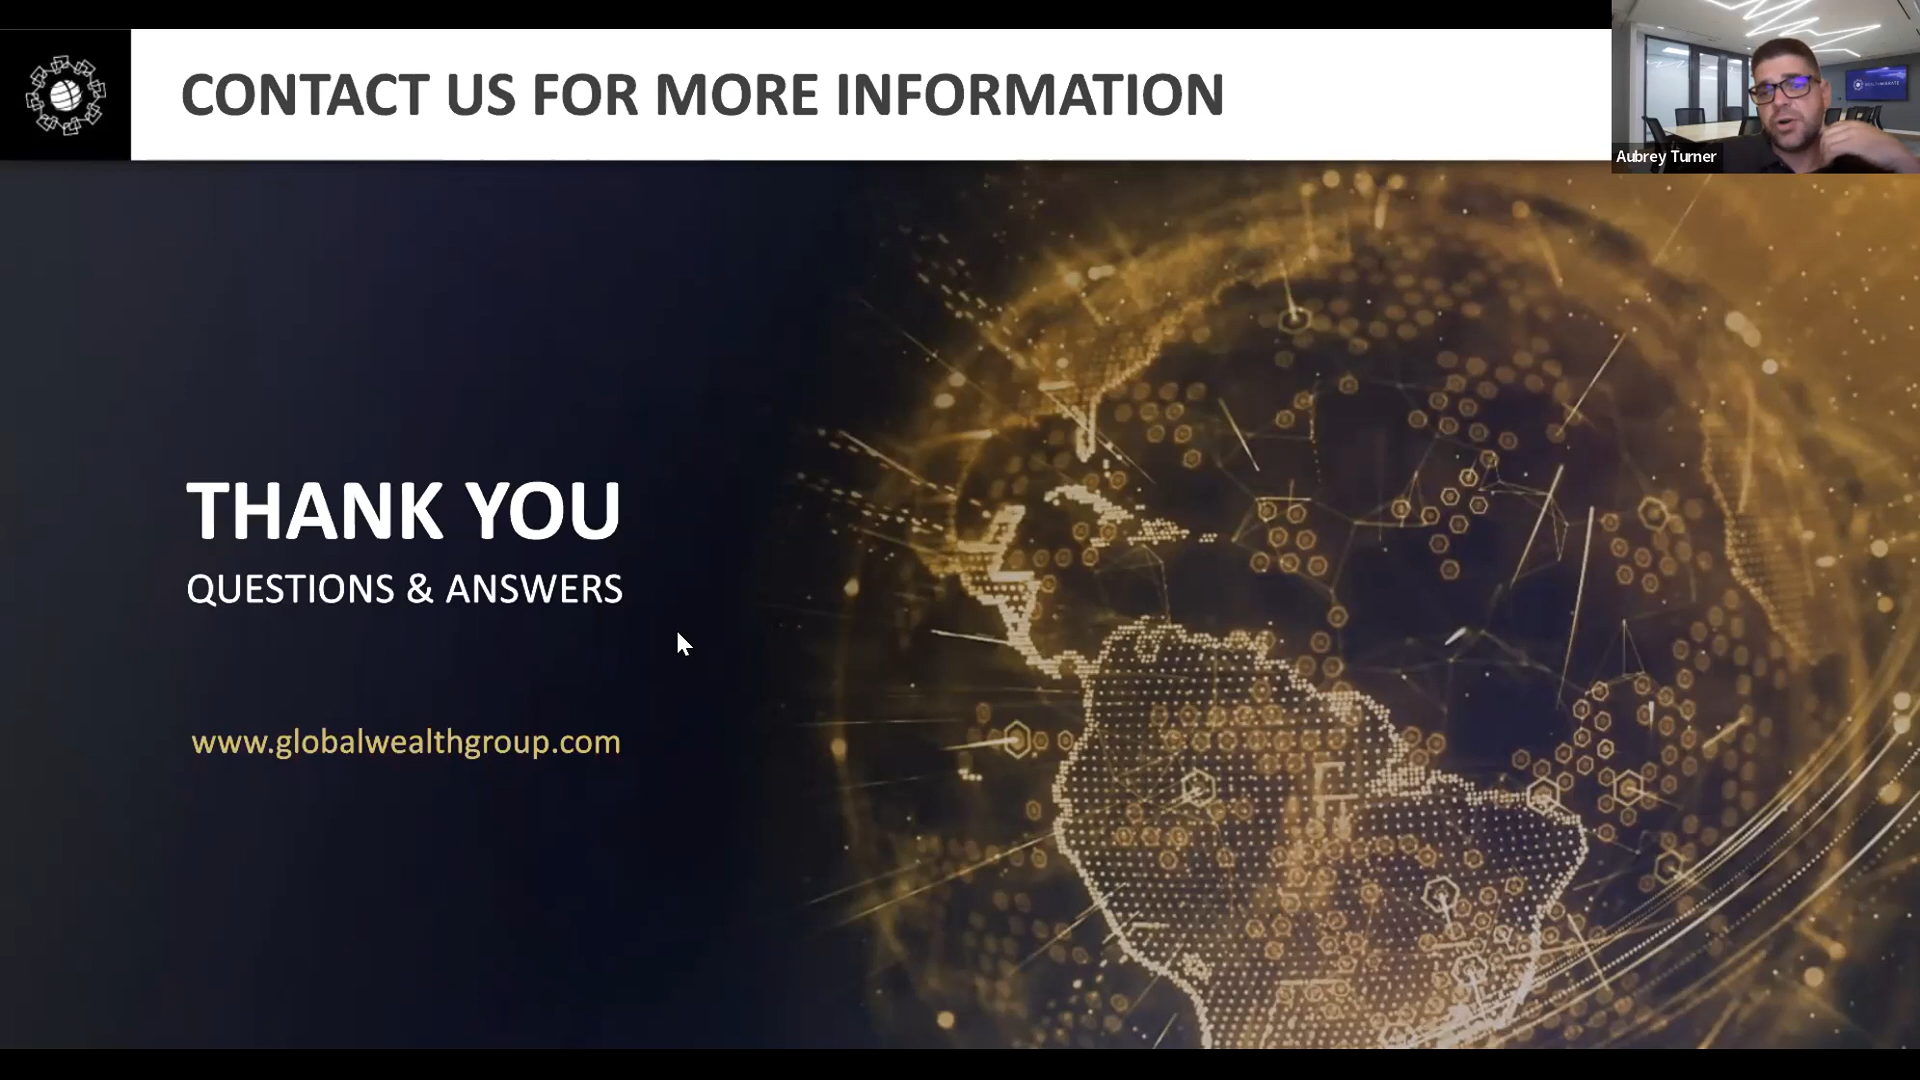 CONTACT US FOR MORE INFORMATION
Aubrey Turner
THANK YOU
QUESTIONS & ANSWERS
www.globalwealthgroup.com